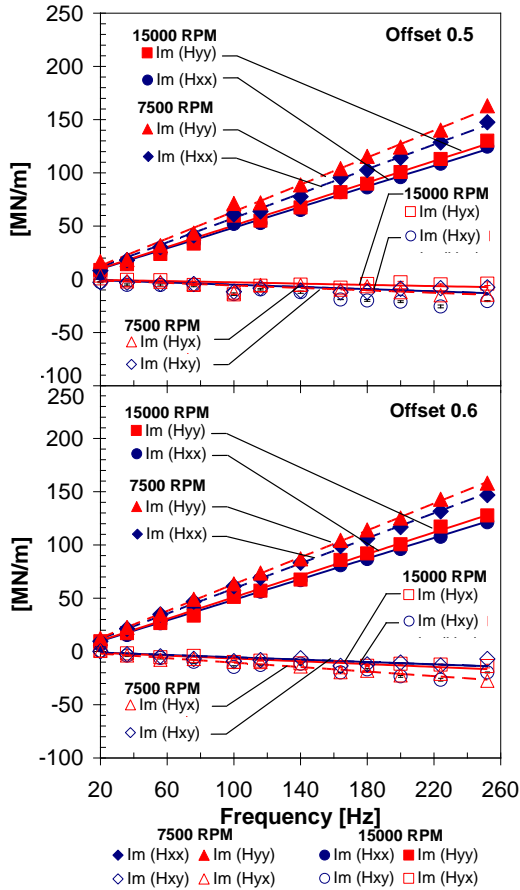 250
15000 RPM
Offset 0.5
Im (Hyy)
200
Im (Hxx)
7500 RPM
150
Im (Hyy)
Im (Hxx)
100
15000 RPM
Im (Hyx)
50
Im (Hxy)
0
7500 RPM
-50
Im (Hyx)
Im (Hxy)
-100
[MN/m]
250
15000 RPM
Offset 0.6
Im (Hyy)
200
Im (Hxx)
7500 RPM
150
Im (Hyy)
Im (Hxx)
100
15000 RPM
Im (Hyx)
50
Im (Hxy)
0
7500 RPM
-50
Im (Hyx)
Im (Hxy)
-100
[MN/m]
20 60 100 140 180 220 260
Frequency [Hz]
7500 RPM 15000 RPM
Im (Hxx) Im (Hyy) Im (Hxx) Im (Hyy)
Im (Hxy) Im (Hyx) Im (Hxy) Im (Hyx)